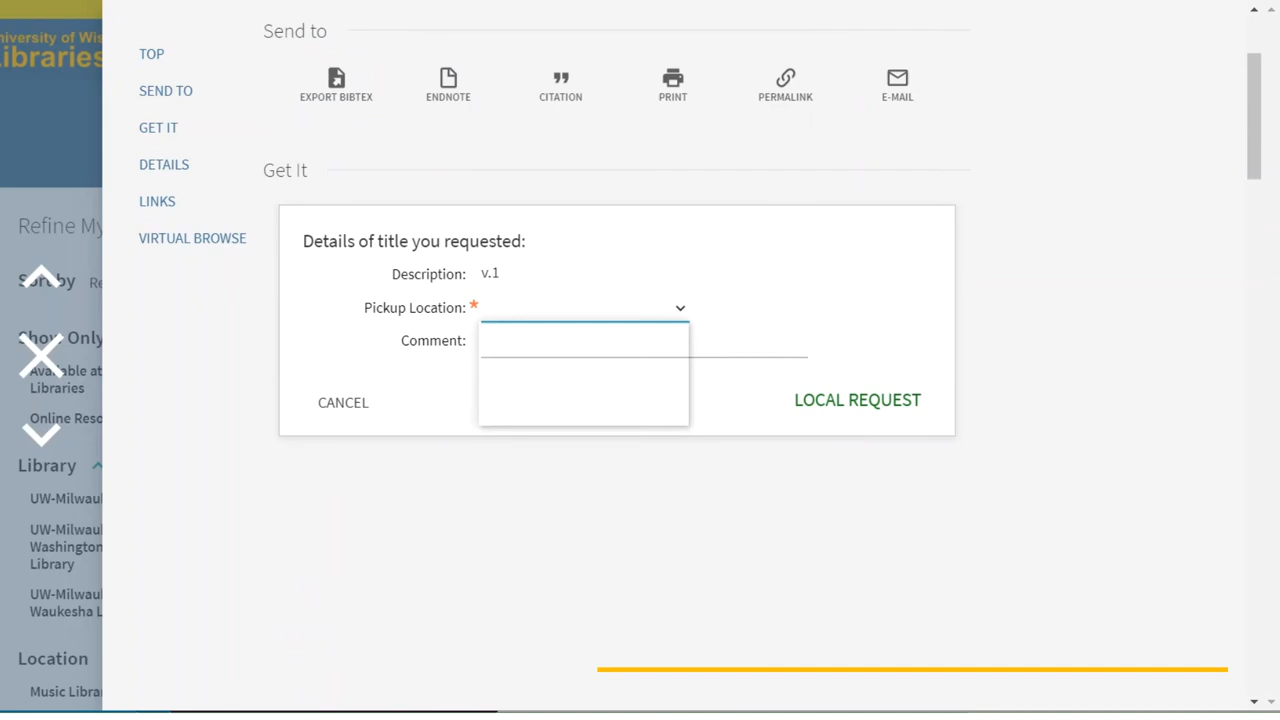 niversity of Wis
ibraries
TOP
SEND TO
GET IT
DETAILS
LINKS
VIRTUAL BROWSE
Send to
EXPORT BIBTEX
ENDNOTE
CITATION
PRINT
PERMALINK
E-MAIL
Get It
Details of title you requested:
Description: v.1
Pickup Location: *
Comment:
CANCEL
LOCAL REQUEST
Refine My
Sort by Re
Show Only
Available at
Libraries
Online Reso
Library
UW-Milwau
UW-Milwau
Washington
Library
UW-Milwau
Waukesha L
Location
Music Librar